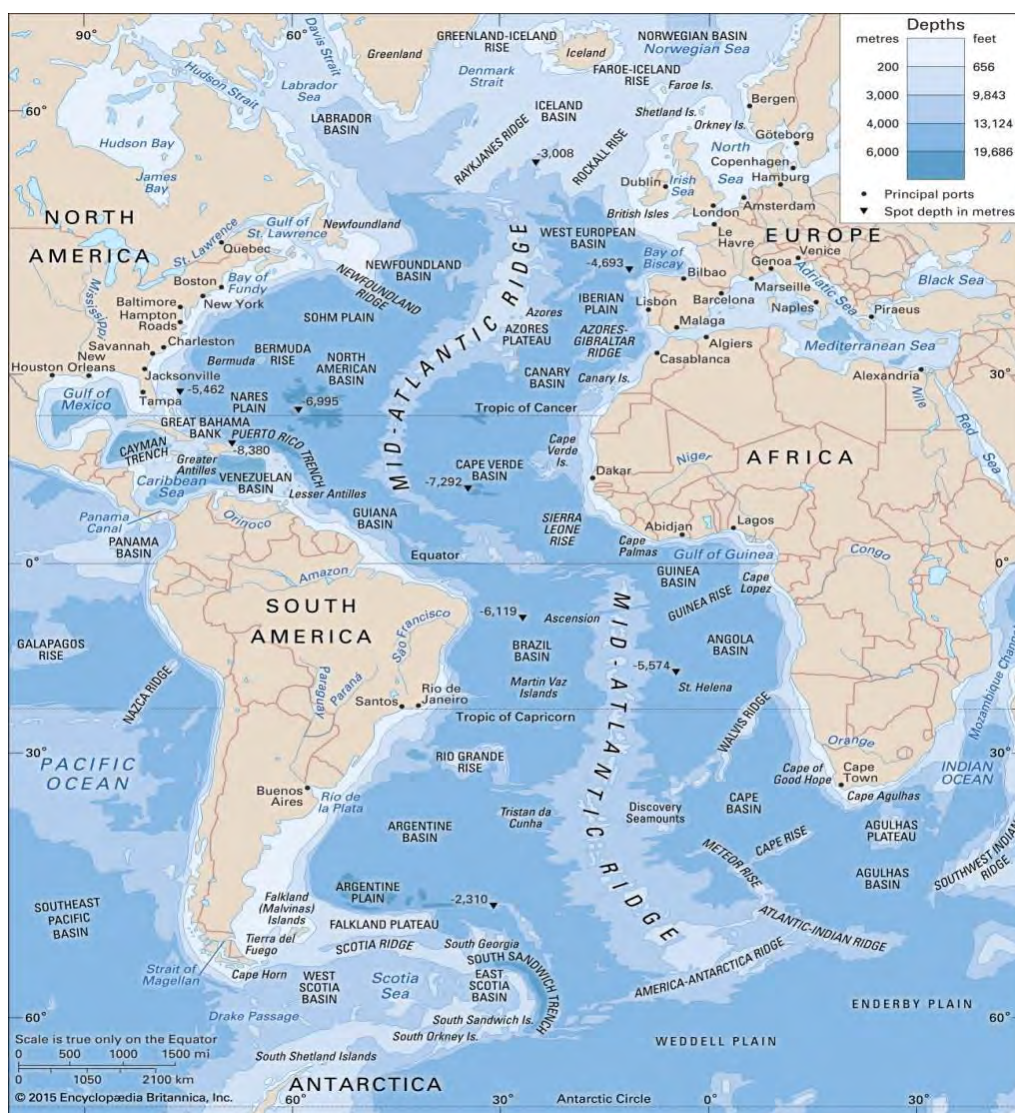 90°
60°
0°
30°
Depths
metres feet
200 656
3,000 9,843
4,000 13,124
6,000 19,686
• Principal ports
▼ Spot depth in metres
Davis Strait
Greenland
GREENLAND-ICELAND
RISE
Iceland
NORWEGIAN BASIN
Norwegian Sea
Hudson Strait
Labrador
Sea
Denmark
Strait
FAROE-ICELAND
RISE
Faroe Is.
60°
LABRADOR
BASIN
ICELAND
BASIN
Shetland Is.
Bergen
Orkney Is.
Göteborg
Hudson Bay
RAYKJANES RIDGE
-3,008
ROCKALL RISE
North
Sea
Copenhagen
Hamburg
James
Bay
Dublin
Irish
Sea
Amsterdam
NORTH
AMERICA
Gulf of
St. Lawrence
Newfoundland
British Isles
London
Le
Havre
EUROPE
St. Lawrence
Quebec
WEST EUROPEAN
BASIN
Venice
Genoa
NEWFOUNDLAND
BASIN
-4,693
Bay of
Biscay
Bilbao
Marseille
Adriatic Sea
Black Sea
Mississippi
Boston
Bay of
Fundy
NEWFOUNDLAND
RIDGE
Baltimore
New York
Hampton
Roads
SOHM PLAIN
Azores
AZORES
PLATEAU
IBERIAN
PLAIN
Lisbon
Barcelona
Naples
Piraeus
Malaga
Savannah
Charleston
BERMUDA
RISE
Bermuda
NORTH
AMERICAN
BASIN
MID-ATLANTIC RIDGE
AZORES-
GIBRALTAR
RIDGE
Algiers
Mediterranean Sea
Casablanca
Houston
New
Orleans
Jacksonville
CANARY
BASIN
Canary Is.
Alexandria
30°
Tampa
-5,462
Gulf of
Mexico
NARES
PLAIN
-6,995
Tropic of Cancer
Nile
Red
Sea
GREAT BAHAMA
BANK
PUERTO RICO TRENCH
-8,380
CAYMAN
TRENCH
Greater
Antilles
Cape
Verde
Is.
AFRICA
Caribbean
Sea
VENEZUELAN
BASIN
Lesser Antilles
CAPE VERDE
BASIN
-7,292
Dakar
Niger
Panama
Canal
Orinoco
GUIANA
BASIN
SIERRA
LEONE
RISE
Abidjan
Lagos
PANAMA
BASIN
Cape
Palmas
Gulf of Guinea
0°
Equator
GUINEA
BASIN
Congo
0°
Amazon
Cape
Lopez
SOUTH
AMERICA
São Francisco
-6,119
Ascension
MID-ATLANTIC RIDGE
GUINEA RISE
GALAPAGOS
RISE
BRAZIL
BASIN
ANGOLA
BASIN
-5,574
Martin Vaz
Islands
St. Helena
Mozambique Channel
NAZCA RIDGE
Paraguay
Paraná
Santos
Rio de
Janeiro
Tropic of Capricorn
WALVIS RIDGE
30°
PACIFIC
OCEAN
RIO GRANDE
RISE
Orange
30°
Cape of
Good Hope
Cape
Town
INDIAN
OCEAN
Buenos
Aires
Río de
la Plata
Cape Agulhas
Tristan da
Cunha
Discovery
Seamounts
CAPE
BASIN
ARGENTINE
BASIN
AGULHAS
PLATEAU
METEOR RISE
CAPE RISE
SOUTHWEST INDIAN
RIDGE
AGULHAS
BASIN
ARGENTINE
PLAIN
-2,310
SOUTHEAST
PACIFIC
BASIN
Falkland
(Malvinas)
Islands
FALKLAND PLATEAU
ATLANTIC-INDIAN RIDGE
Tierra del
Fuego
SCOTIA RIDGE
South Georgia
SOUTH SANDWICH TRENCH
Strait of
Magellan
Cape Horn
WEST
SCOTIA
BASIN
Scotia
Sea
EAST
SCOTIA
BASIN
AMERICA-ANTARCTICA RIDGE
ENDERBY PLAIN
Drake Passage
South Sandwich Is.
60°
60°
South Orkney Is.
WEDDELL PLAIN
Scale is true only on the Equator
0 500 1000 1500 mi
0 1050 2100 km
South Shetland Islands
ANTARCTICA
© 2015 Encyclopædia Britannica, Inc.
90°
60°
Antarctic Circle
0°
30°